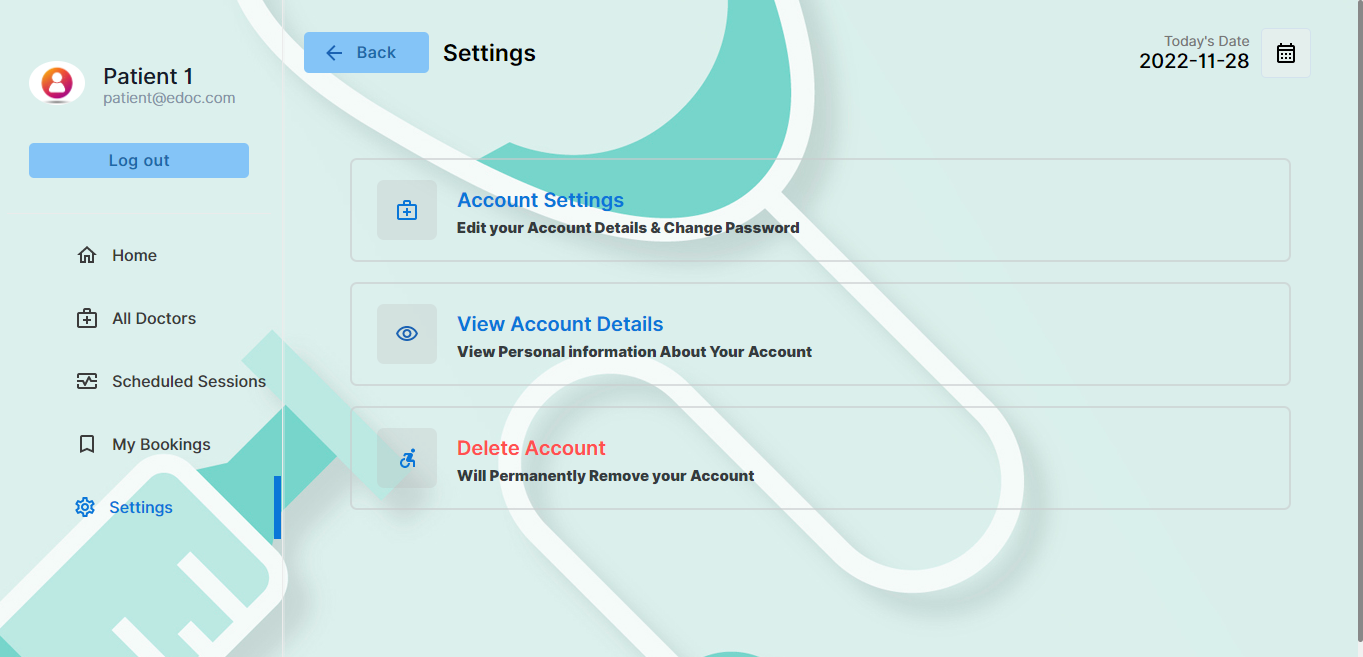 Patient 1
patient@edoc.com
Log out
Home
All Doctors
Scheduled Sessions
My Bookings
Settings
Back
Settings
Today's Date
2022-11-28
Account Settings
Edit your Account Details & Change Password
View Account Details
View Personal information About Your Account
Delete Account
Will Permanently Remove your Account